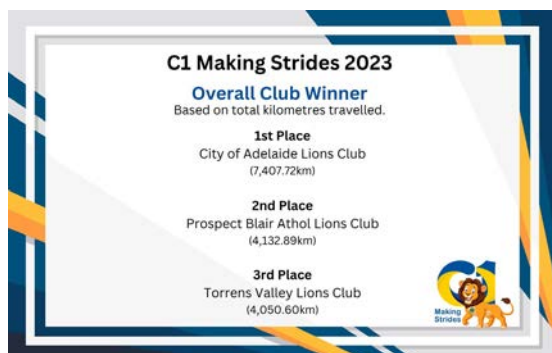 C1 Making Strides 2023
Overall Club Winner
Based on total kilometres travelled.
1st Place
City of Adelaide Lions Club
(7,407.72km)
2nd Place
Prospect Blair Athol Lions Club
(4,132.89km)
3rd Place
Torrens Valley Lions Club
(4,050.60km)
C1
Making
Strides